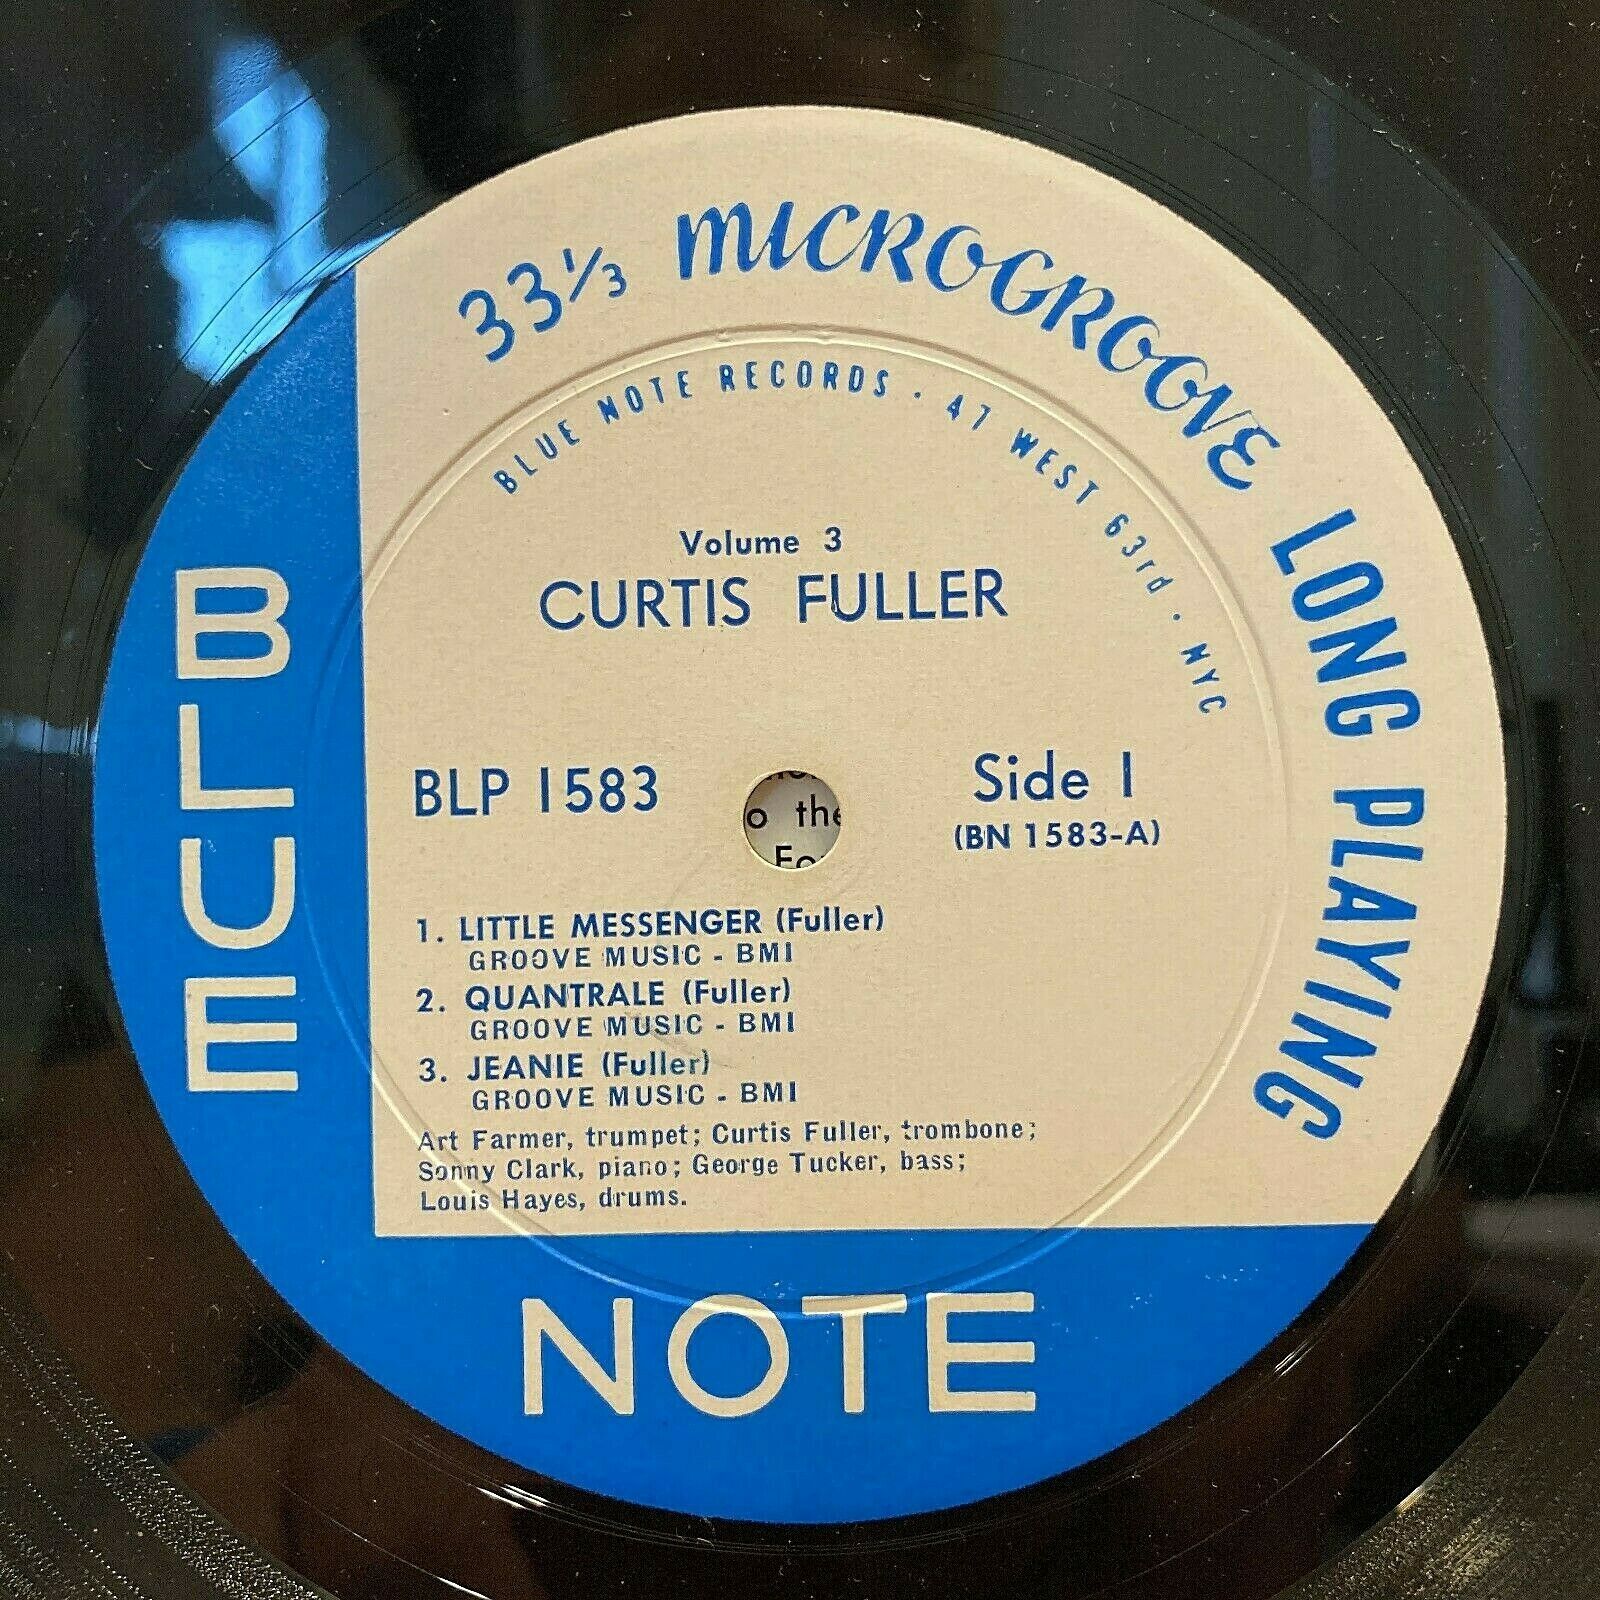 33⅓ MICROGROOVE LONG PLAYING
BLUE NOTE RECORDS · 47 WEST 63rd · NYC
Volume 3
CURTIS FULLER
BLP 1583
Side 1
(BN 1583-A)
the
1. LITTLE MESSENGER (Fuller)
GROOVE MUSIC - BMI
2. QUANTRALE (Fuller)
GROOVE MUSIC - BMI
3. JEANIE (Fuller)
GROOVE MUSIC - BMI
Art Farmer, trumpet; Curtis Fuller, trombone;
Sonny Clark, piano; George Tucker, bass;
Louis Hayes, drums.
BLUE
NOTE